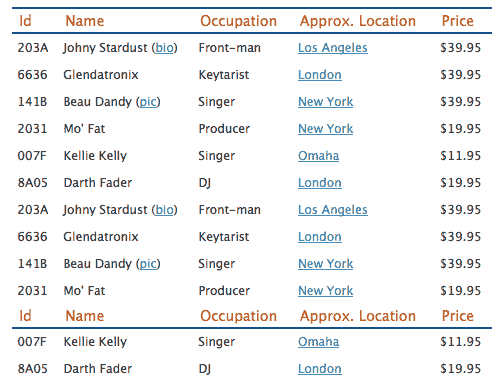 Id Name Occupation Approx. Location Price
203A Johny Stardust (bio) Front-man Los Angeles $39.95
6636 Glendatronix Keytarist London $39.95
141B Beau Dandy (pic) Singer New York $39.95
2031 Mo' Fat Producer New York $19.95
007F Kellie Kelly Singer Omaha $11.95
8A05 Darth Fader DJ London $19.95
203A Johny Stardust (bio) Front-man Los Angeles $39.95
6636 Glendatronix Keytarist London $39.95
141B Beau Dandy (pic) Singer New York $39.95
2031 Mo' Fat Producer New York $19.95
Id Name Occupation Approx. Location Price
007F Kellie Kelly Singer Omaha $11.95
8A05 Darth Fader DJ London $19.95